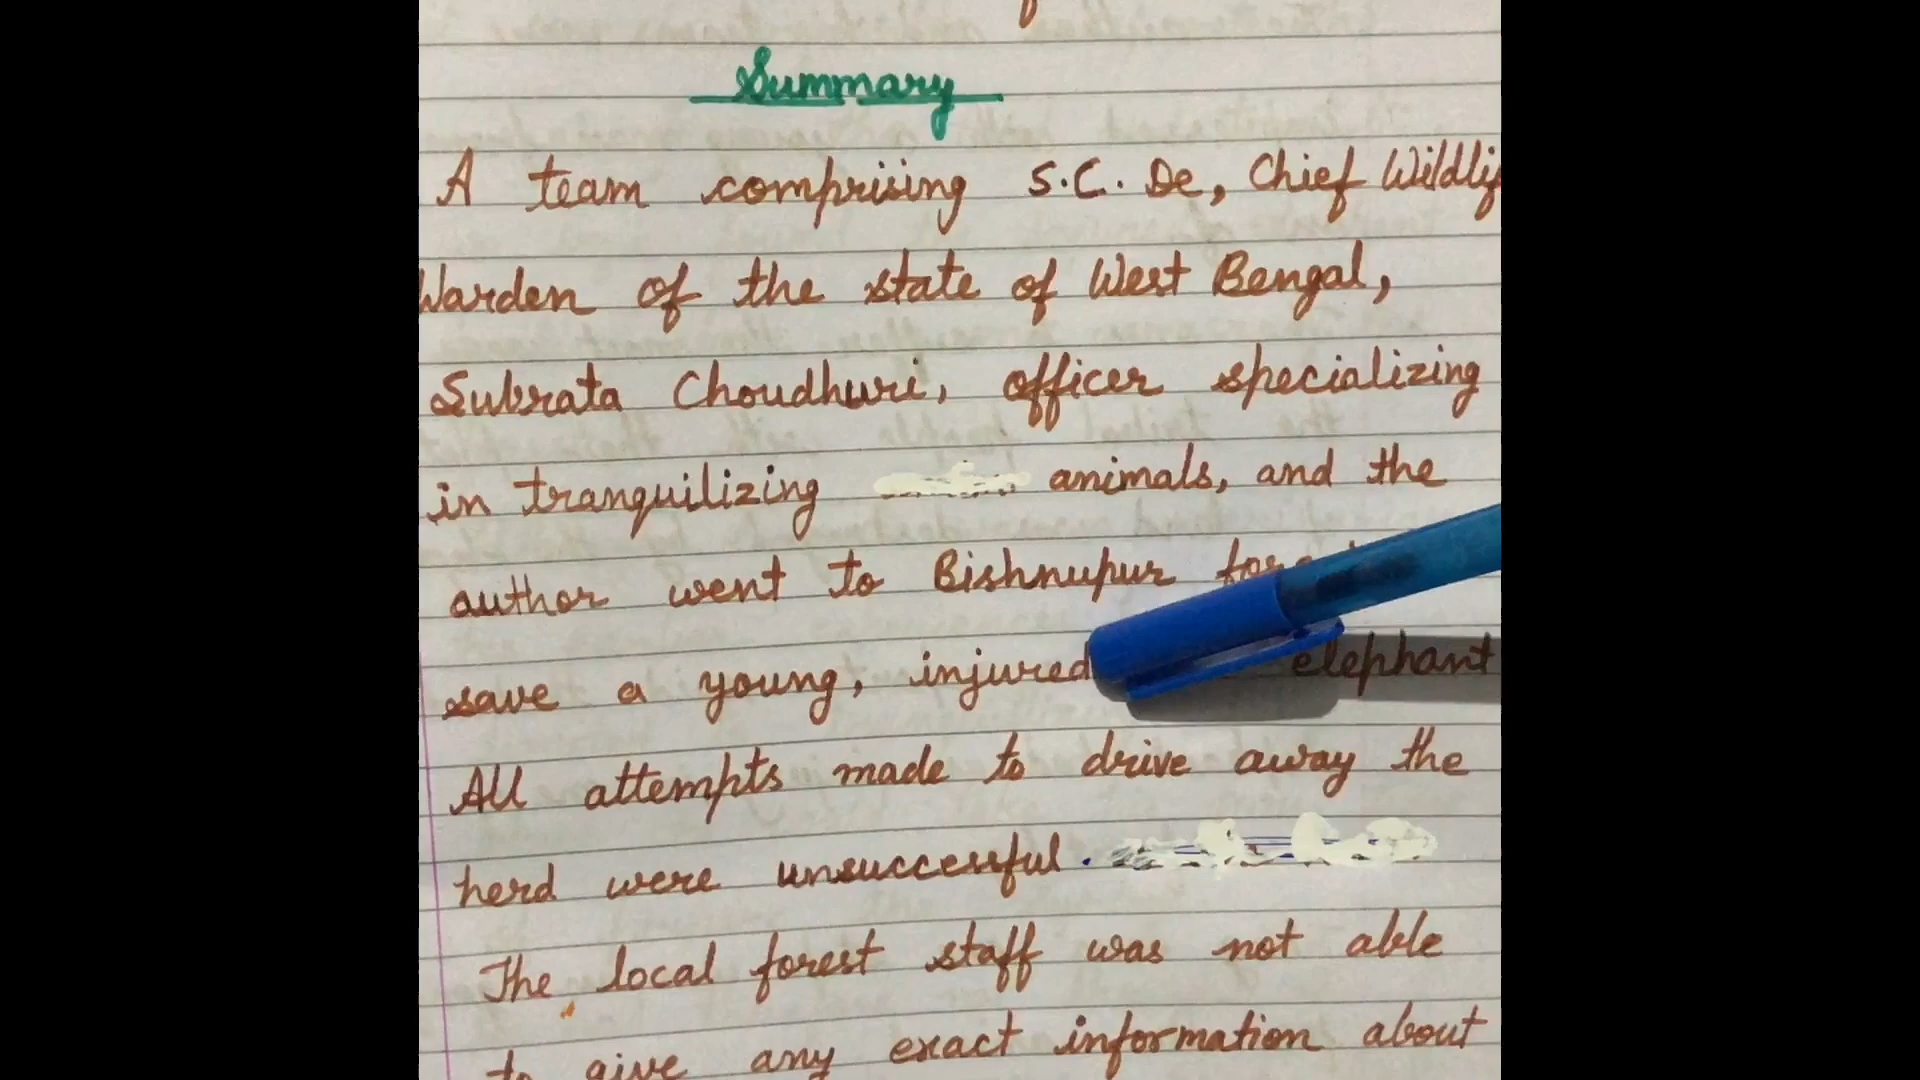 Summary
A team comprising S.C. De, Chief
Warden of the state of West Bengal,
Subrata Choudhuri, officer specializing
in tranquilizing animals, and the
author went to Bishnupur
save a young, injured elephant
All attempts made to drive away the
herd were unsuccessful.
The local forest staff was not able
to give any exact information about